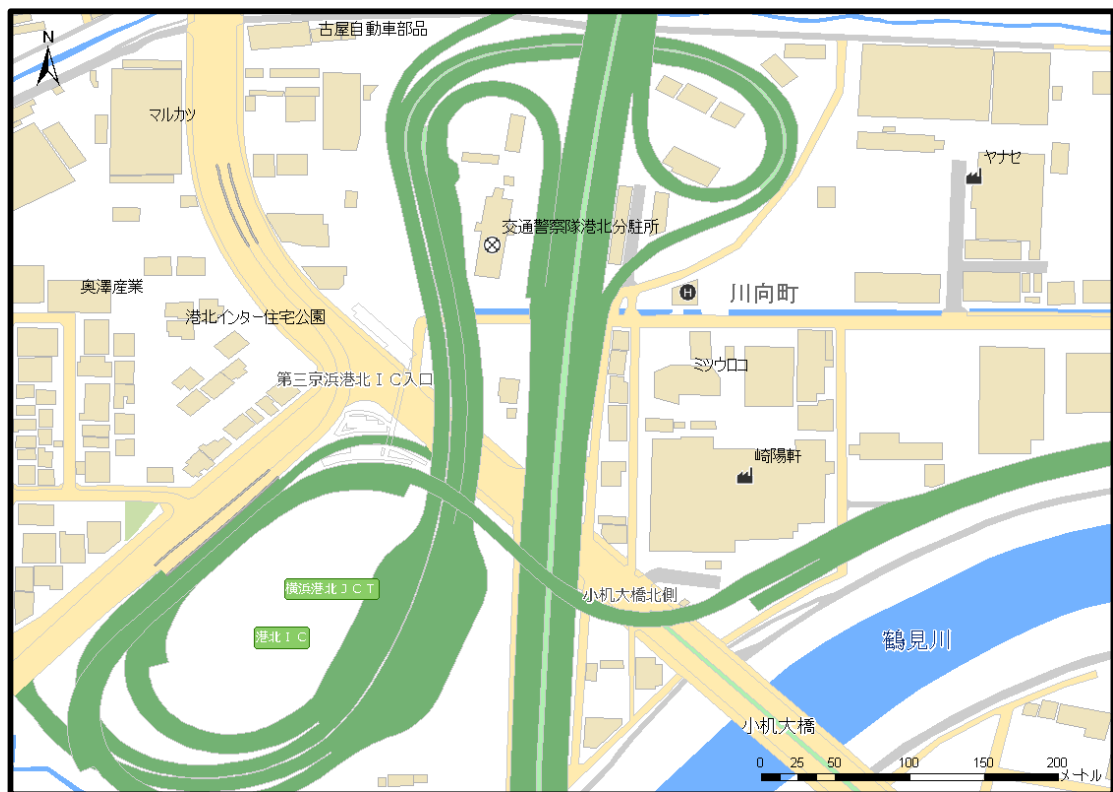 古屋自動車部品
N
マルカツ
ヤナセ
交通警察隊港北分駐所
奥澤産業
H
川向町
港北インター住宅公園
ミツウロコ
第三京浜港北ＩＣ入口
崎陽軒
横浜港北ＪＣＴ
小机大橋北側
港北ＩＣ
鶴見川
小机大橋
0 25 50 100 150 200
メートル